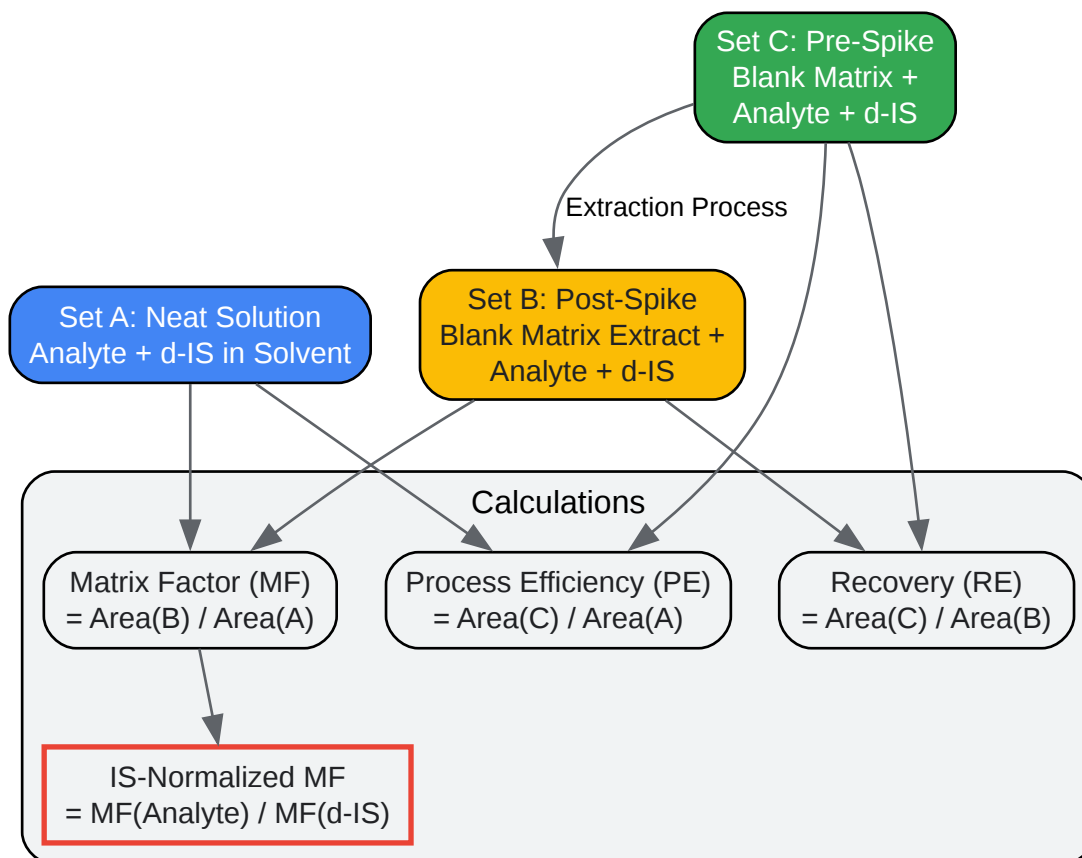 Set C: Pre-Spike
Blank Matrix +
Analyte + d-IS
Extraction Process
Set A: Neat Solution
Analyte + d-IS in Solvent
Set B: Post-Spike
Blank Matrix Extract +
Analyte + d-IS
Calculations
Matrix Factor (MF)
= Area(B) / Area(A)
Process Efficiency (PE)
= Area(C) / Area(A)
Recovery (RE)
= Area(C) / Area(B)
IS-Normalized MF
= MF(Analyte) / MF(d-IS)